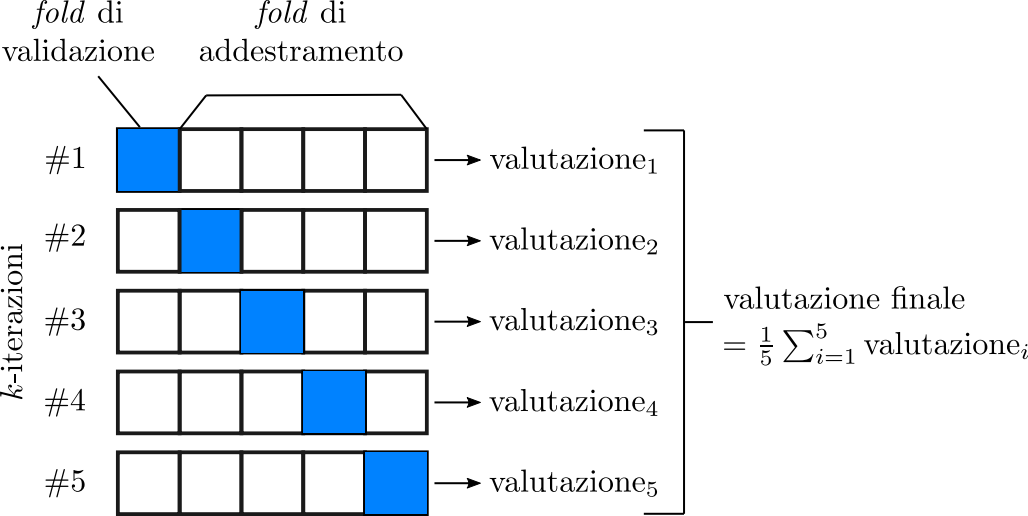 fold di
validazione
fold di
addestramento
k-iterazioni
#1
valutazione₁
#2
valutazione₂
#3
valutazione₃
#4
valutazione₄
#5
valutazione₅
valutazione finale
= 1/5 ∑⁵ᵢ₌₁ valutazioneᵢ